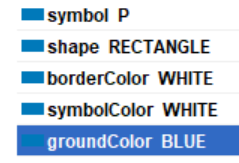 symbol P
shape RECTANGLE
borderColor WHITE
symbolColor WHITE
groundColor BLUE